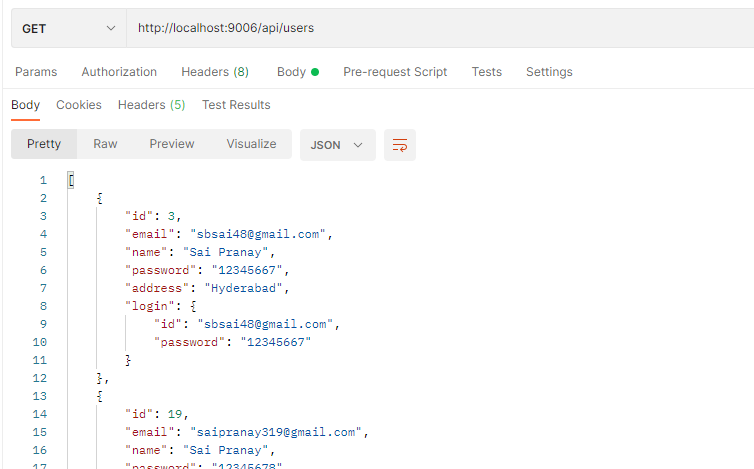 GET http://localhost:9006/api/users
Params Authorization Headers (8) Body Pre-request Script Tests Settings
Body Cookies Headers (5) Test Results
Pretty Raw Preview Visualize JSON
1 [
2 {
3 "id": 3,
4 "email": "sbsai48@gmail.com",
5 "name": "Sai Pranay",
6 "password": "12345667",
7 "address": "Hyderabad",
8 "login": {
9 "id": "sbsai48@gmail.com",
10 "password": "12345667"
11 }
12 },
13 {
14 "id": 19,
15 "email": "saipranay319@gmail.com",
16 "name": "Sai Pranay",
17 "password": "12345678",